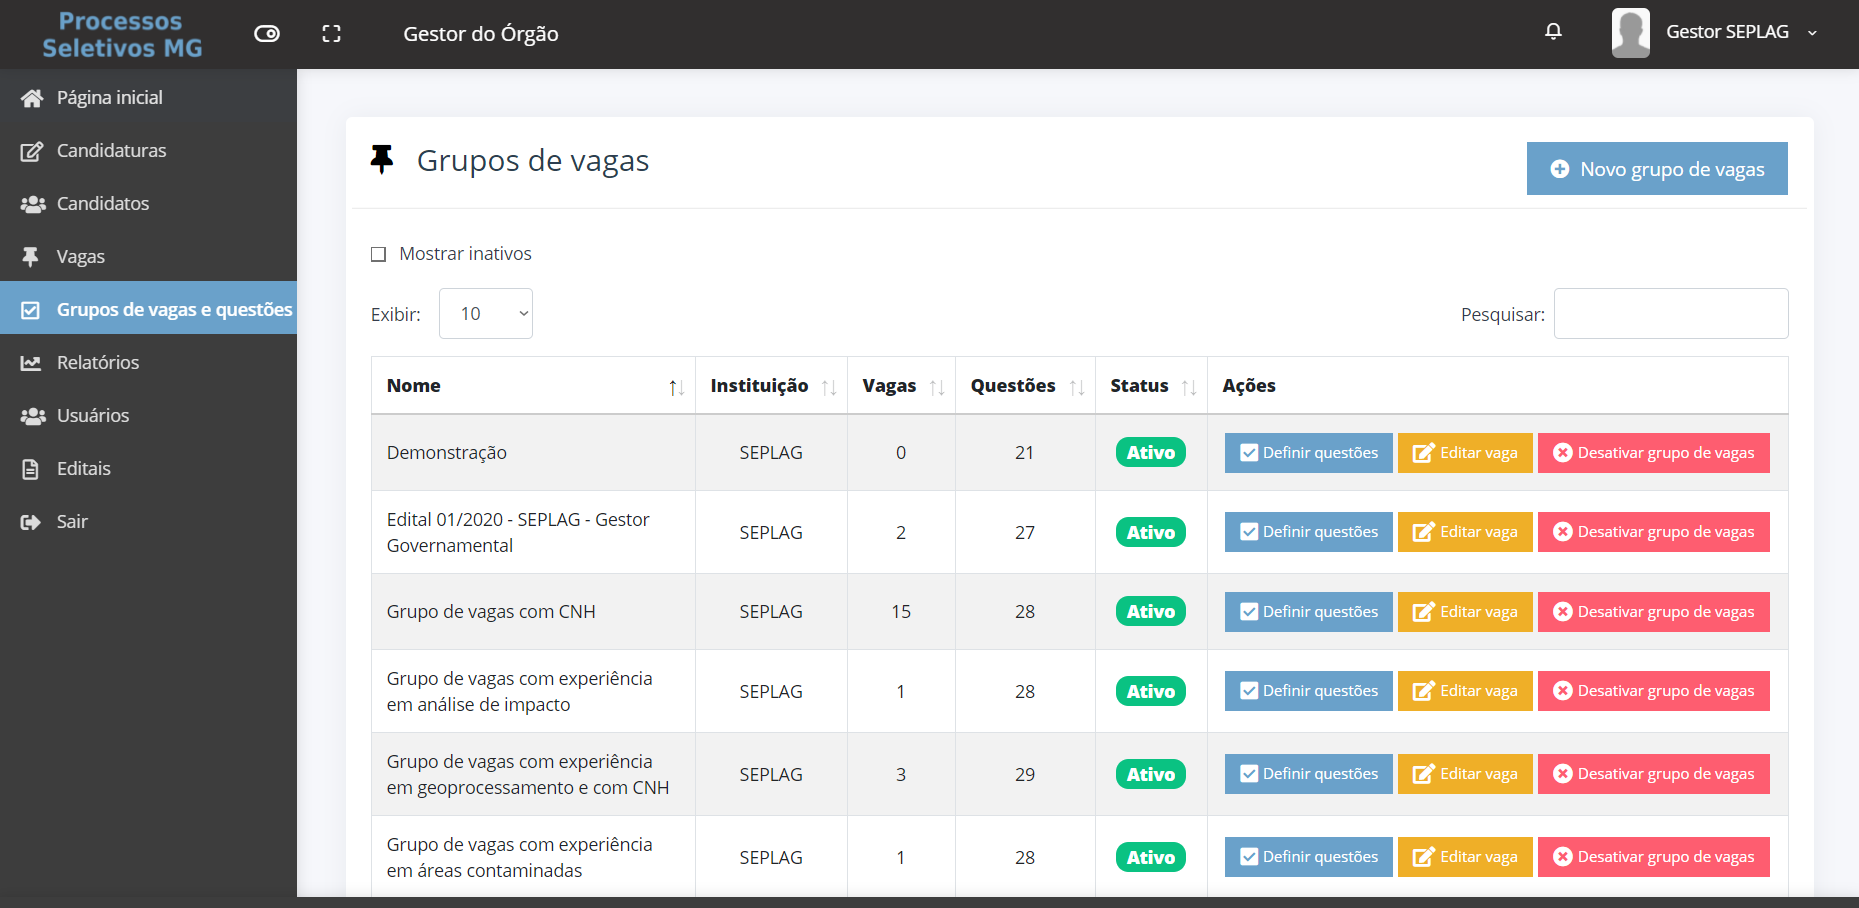 Processos
Seletivos MG
Gestor do Órgão
Gestor SEPLAG
Página inicial
Candidaturas
Candidatos
Vagas
Grupos de vagas e questões
Relatórios
Usuários
Editais
Sair
Grupos de vagas
Novo grupo de vagas
Mostrar inativos
Exibir: 10
Pesquisar:
Nome Instituição Vagas Questões Status Ações
Demonstração SEPLAG 0 21 Ativo Definir questões Editar vaga Desativar grupo de vagas
Edital 01/2020 - SEPLAG - Gestor
Governamental SEPLAG 2 27 Ativo Definir questões Editar vaga Desativar grupo de vagas
Grupo de vagas com CNH SEPLAG 15 28 Ativo Definir questões Editar vaga Desativar grupo de vagas
Grupo de vagas com experiência
em análise de impacto SEPLAG 1 28 Ativo Definir questões Editar vaga Desativar grupo de vagas
Grupo de vagas com experiência
em geoprocessamento e com CNH SEPLAG 3 29 Ativo Definir questões Editar vaga Desativar grupo de vagas
Grupo de vagas com experiência
em áreas contaminadas SEPLAG 1 28 Ativo Definir questões Editar vaga Desativar grupo de vagas